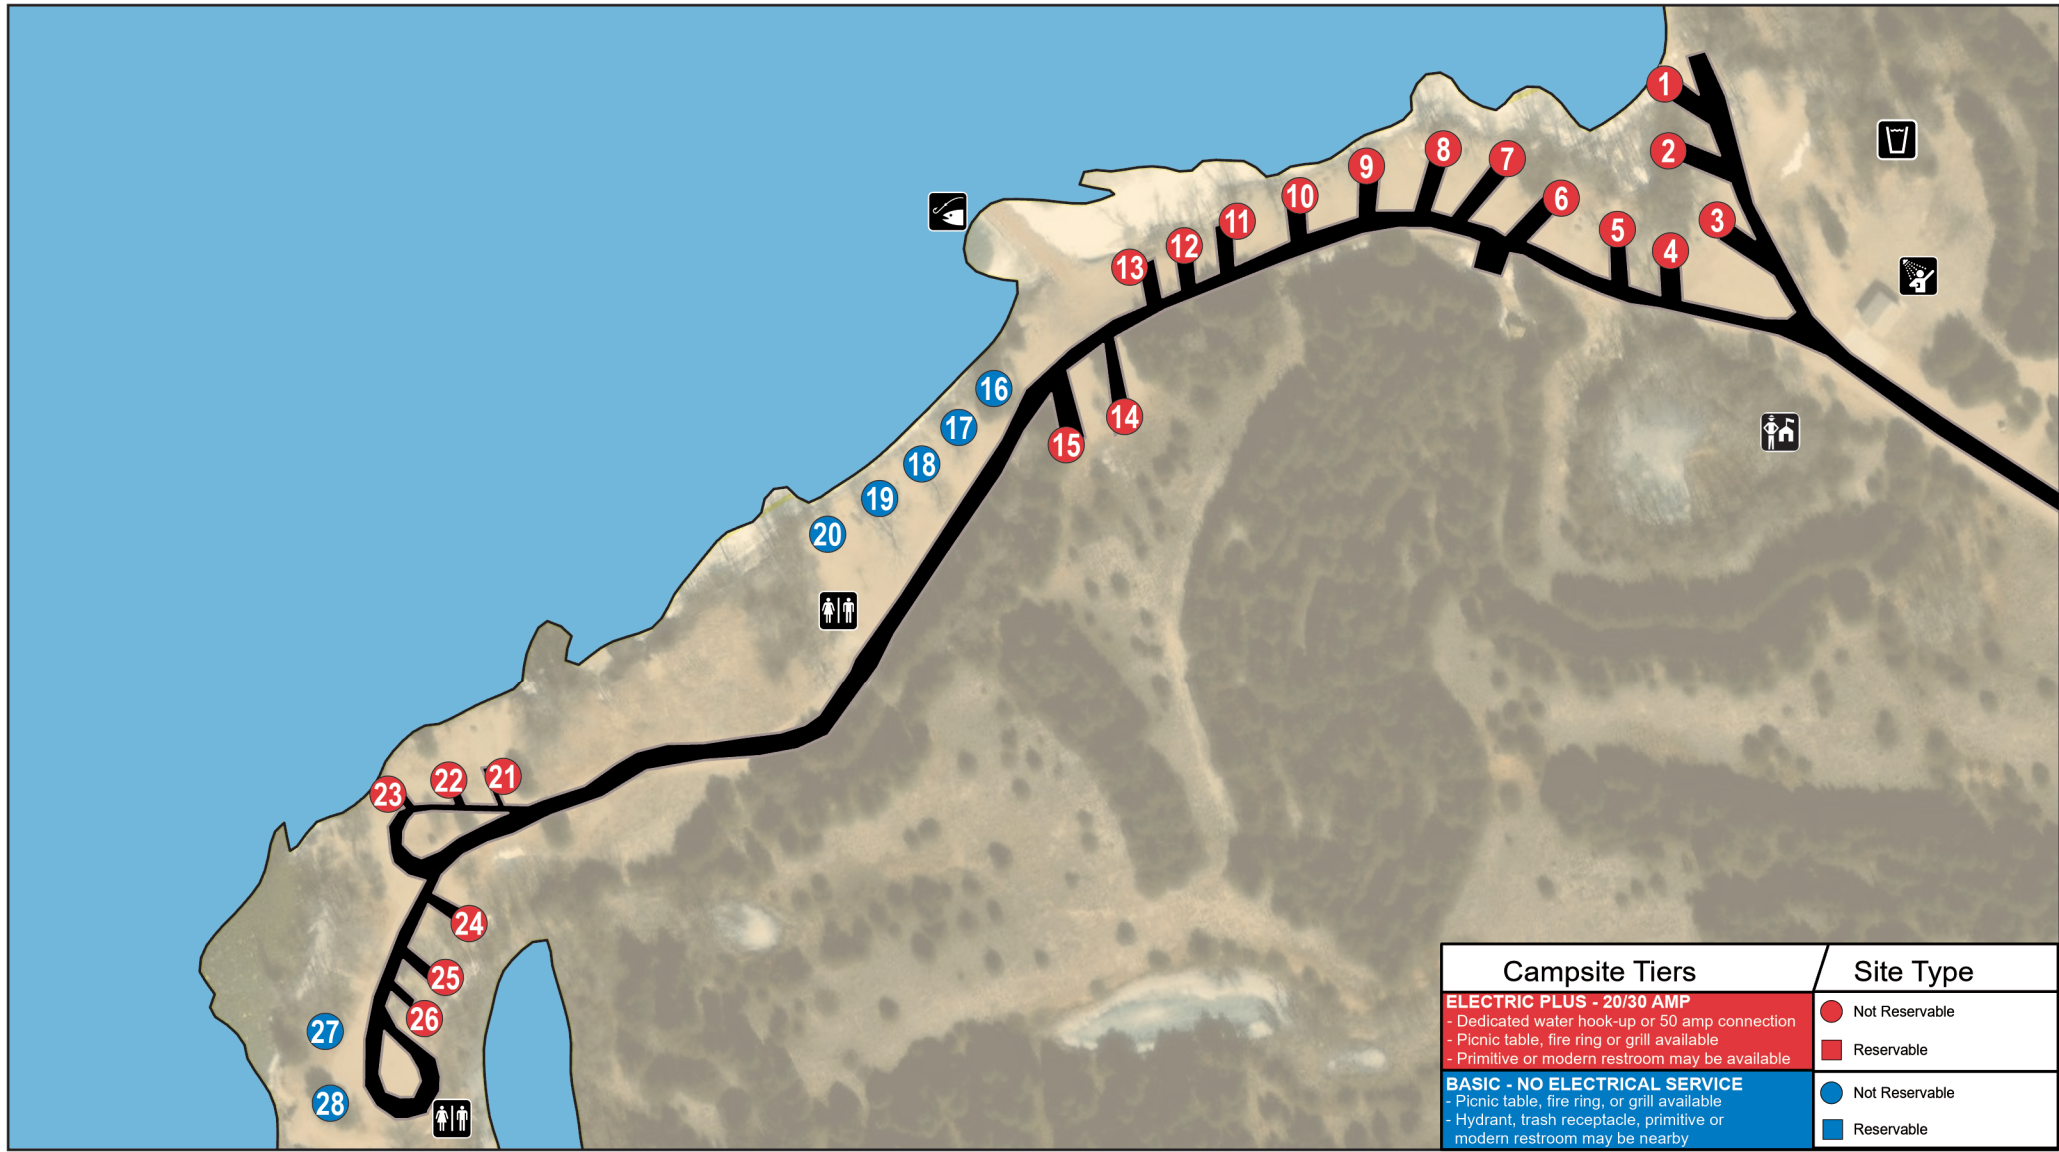 1
2
3
4
5
6
7
8
9
10
11
12
13
14
15
16
17
18
19
20
21
22
23
24
25
26
27
28
Campsite Tiers
Site Type
ELECTRIC PLUS - 20/30 AMP
- Dedicated water hook-up or 50 amp connection
- Picnic table, fire ring or grill available
- Primitive or modern restroom may be available
Not Reservable
Reservable
BASIC - NO ELECTRICAL SERVICE
- Picnic table, fire ring, or grill available
- Hydrant, trash receptacle, primitive or
modern restroom may be nearby
Not Reservable
Reservable